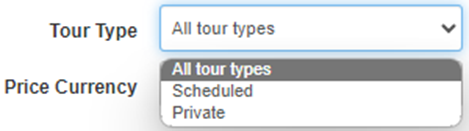 Tour Type All tour types
All tour types
Price Currency Scheduled
Private